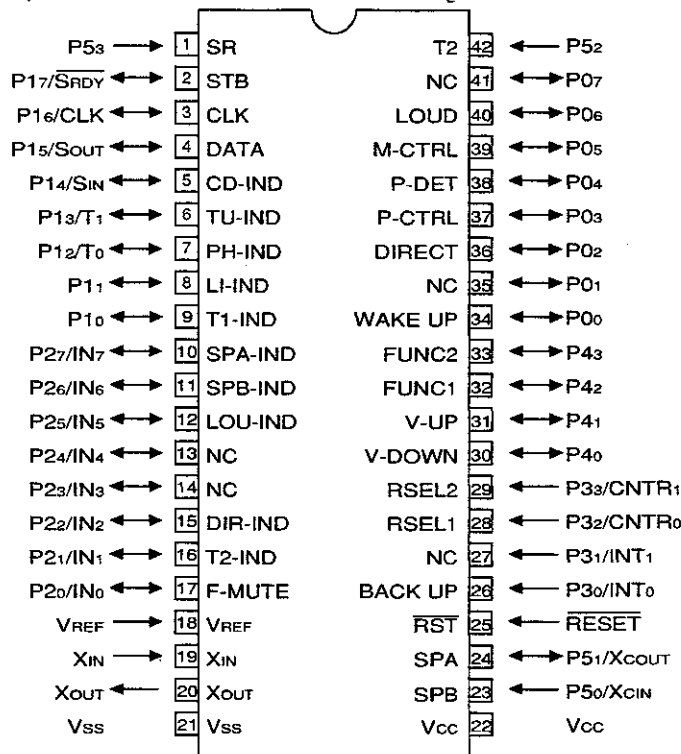 P5₃ 1 SR T2 42 P5₂
P1₇/S̅R̅D̅Y̅ 2 STB NC 41 P0₇
P1₆/CLK 3 CLK LOUD 40 P0₆
P1₅/SOUT 4 DATA M-CTRL 39 P0₅
P1₄/SIN 5 CD-IND P-DET 38 P0₄
P1₃/T₁ 6 TU-IND P-CTRL 37 P0₃
P1₂/T₀ 7 PH-IND DIRECT 36 P0₂
P1₁ 8 LI-IND NC 35 P0₁
P1₀ 9 T1-IND WAKE UP 34 P0₀
P2₇/IN₇ 10 SPA-IND FUNC2 33 P4₃
P2₆/IN₆ 11 SPB-IND FUNC1 32 P4₂
P2₅/IN₅ 12 LOU-IND V-UP 31 P4₁
P2₄/IN₄ 13 NC V-DOWN 30 P4₀
P2₃/IN₃ 14 NC RSEL2 29 P3₃/CNTR₁
P2₂/IN₂ 15 DIR-IND RSEL1 28 P3₂/CNTR₀
P2₁/IN₁ 16 T2-IND NC 27 P3₁/INT₁
P2₀/IN₀ 17 F-MUTE BACK UP 26 P3₀/INT₀
VREF 18 VREF R̅S̅T̅ 25 R̅E̅S̅E̅T̅
XIN 19 XIN SPA 24 P5₁/XCOUT
XOUT 20 XOUT SPB 23 P5₀/XCIN
VSS 21 VSS VCC 22 VCC